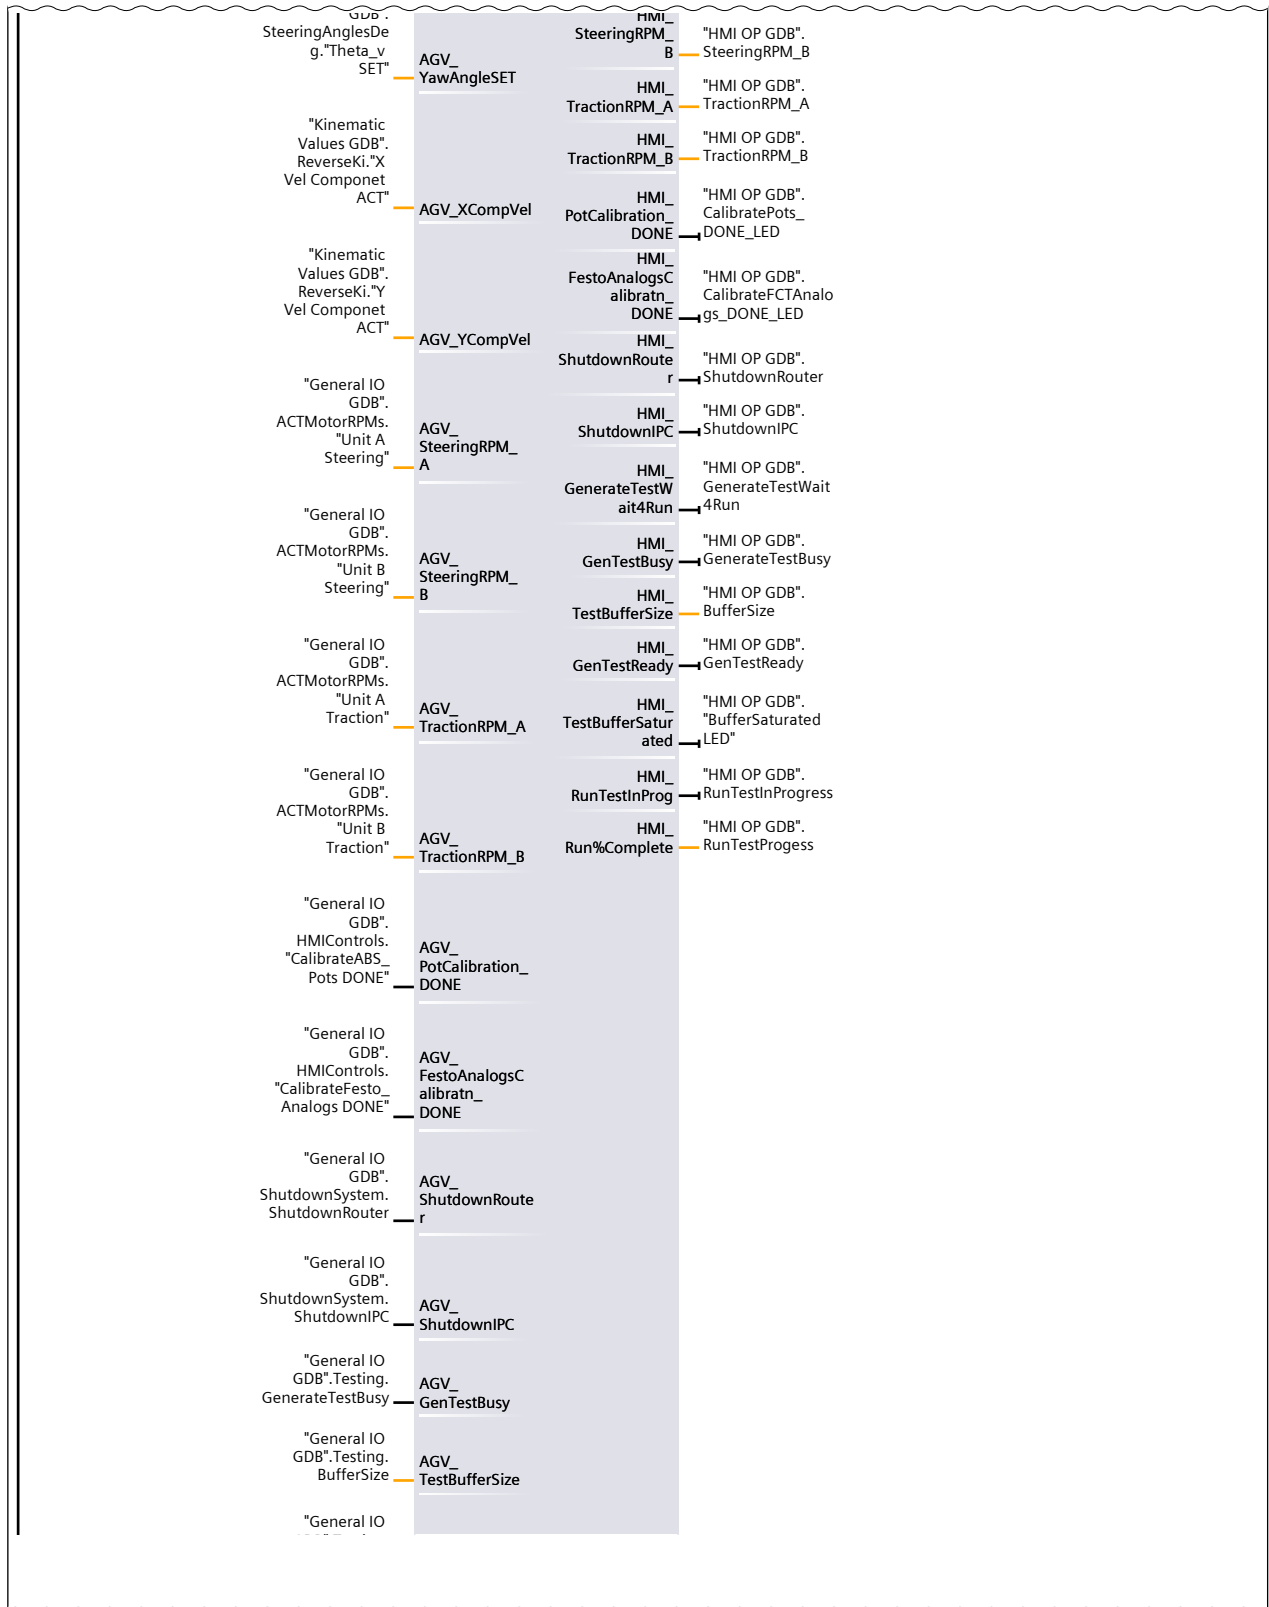 GDB".
SteeringAnglesDe
g."Theta_v
SET"
AGV_
YawAngleSET
"Kinematic
Values GDB".
ReverseKi."X
Vel Componet
ACT"
AGV_XCompVel
"Kinematic
Values GDB".
ReverseKi."Y
Vel Componet
ACT"
AGV_YCompVel
"General IO
GDB".
ACTMotorRPMs.
"Unit A
Steering"
AGV_
SteeringRPM_
A
"General IO
GDB".
ACTMotorRPMs.
"Unit B
Steering"
AGV_
SteeringRPM_
B
"General IO
GDB".
ACTMotorRPMs.
"Unit A
Traction"
AGV_
TractionRPM_A
"General IO
GDB".
ACTMotorRPMs.
"Unit B
Traction"
AGV_
TractionRPM_B
"General IO
GDB".
HMIControls.
"CalibrateABS_
Pots DONE"
AGV_
PotCalibration_
DONE
"General IO
GDB".
HMIControls.
"CalibrateFesto_
Analogs DONE"
AGV_
FestoAnalogsC
alibratn_
DONE
"General IO
GDB".
ShutdownSystem.
ShutdownRouter
AGV_
ShutdownRoute
r
"General IO
GDB".
ShutdownSystem.
ShutdownIPC
AGV_
ShutdownIPC
"General IO
GDB".Testing.
GenerateTestBusy
AGV_
GenTestBusy
"General IO
GDB".Testing.
BufferSize
AGV_
TestBufferSize
"General IO
HMI_
SteeringRPM_
B
"HMI OP GDB".
SteeringRPM_B
HMI_
TractionRPM_A
"HMI OP GDB".
TractionRPM_A
HMI_
TractionRPM_B
"HMI OP GDB".
TractionRPM_B
HMI_
PotCalibration_
DONE
"HMI OP GDB".
CalibratePots_
DONE_LED
HMI_
FestoAnalogsC
alibratn_
DONE
"HMI OP GDB".
CalibrateFCTAnalo
gs_DONE_LED
HMI_
ShutdownRoute
r
"HMI OP GDB".
ShutdownRouter
HMI_
ShutdownIPC
"HMI OP GDB".
ShutdownIPC
HMI_
GenerateTestW
ait4Run
"HMI OP GDB".
GenerateTestWait
4Run
HMI_
GenTestBusy
"HMI OP GDB".
GenerateTestBusy
HMI_
TestBufferSize
"HMI OP GDB".
BufferSize
HMI_
GenTestReady
"HMI OP GDB".
GenTestReady
HMI_
TestBufferSatur
ated
"HMI OP GDB".
"BufferSaturated
LED"
HMI_
RunTestInProg
"HMI OP GDB".
RunTestInProgress
HMI_
Run%Complete
"HMI OP GDB".
RunTestProgess